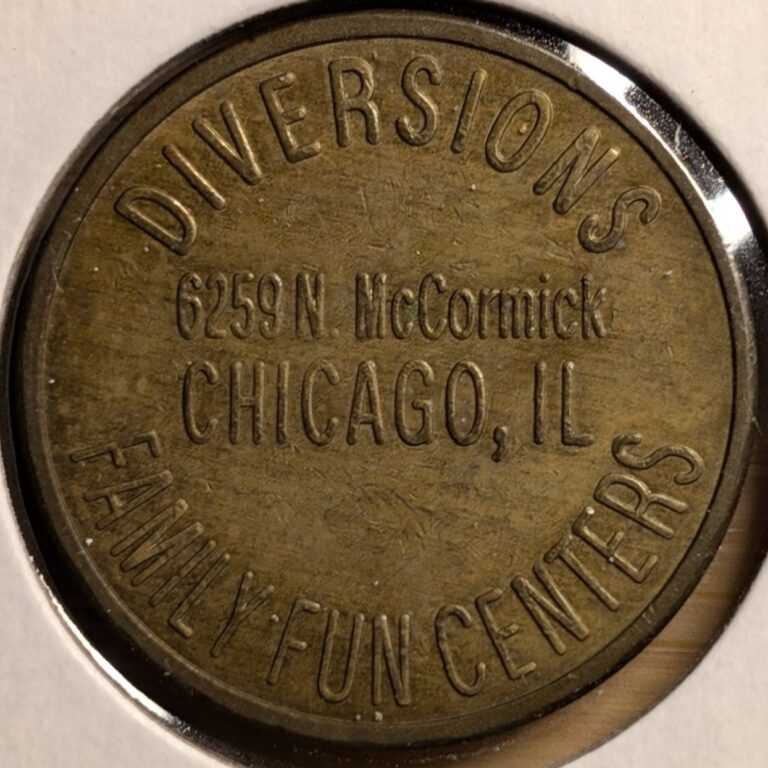 DIVERSIONS
6259 N. McCormick
CHICAGO, IL
FAMILY FUN CENTERS